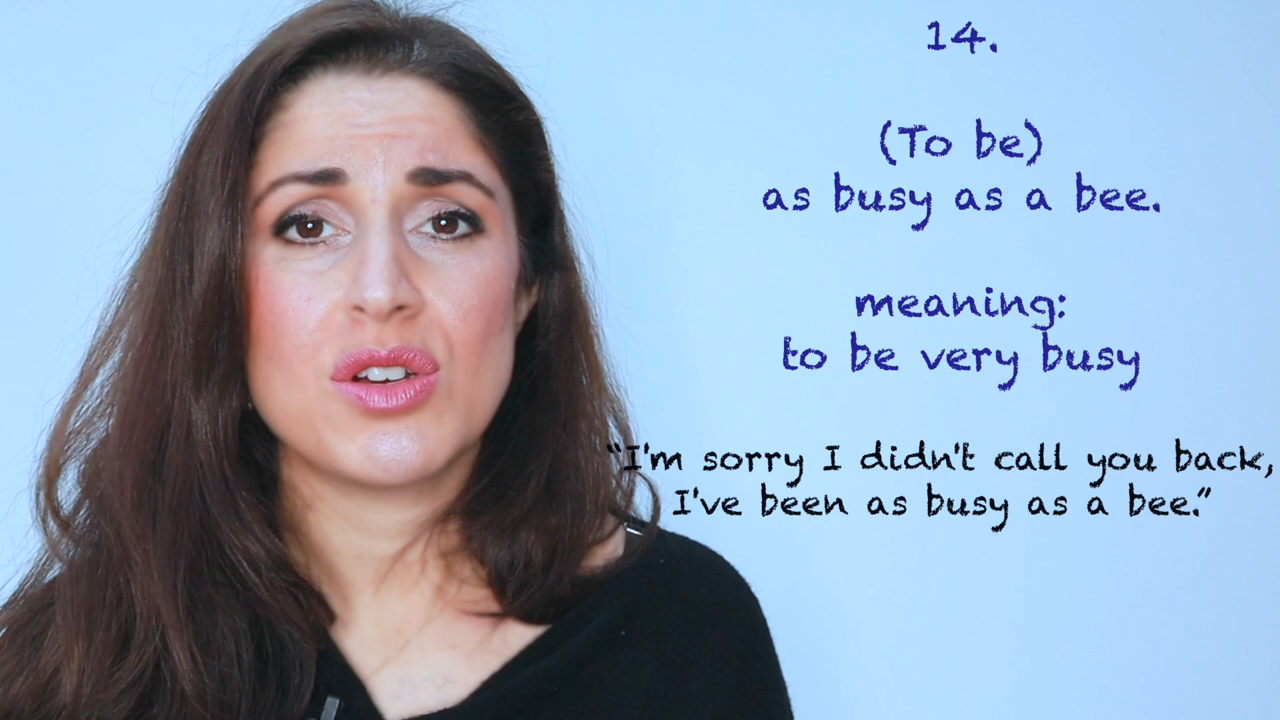 14.
(To be)
as busy as a bee.
meaning:
to be very busy
“I'm sorry I didn't call you back,
I've been as busy as a bee.”